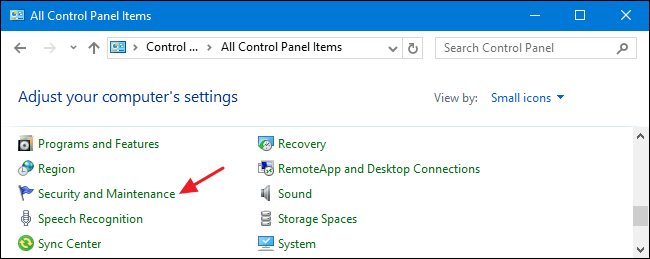 All Control Panel Items
Control ... All Control Panel Items
Search Control Panel
Adjust your computer's settings
View by: Small icons
Programs and Features
Recovery
Region
RemoteApp and Desktop Connections
Security and Maintenance
Sound
Speech Recognition
Storage Spaces
Sync Center
System